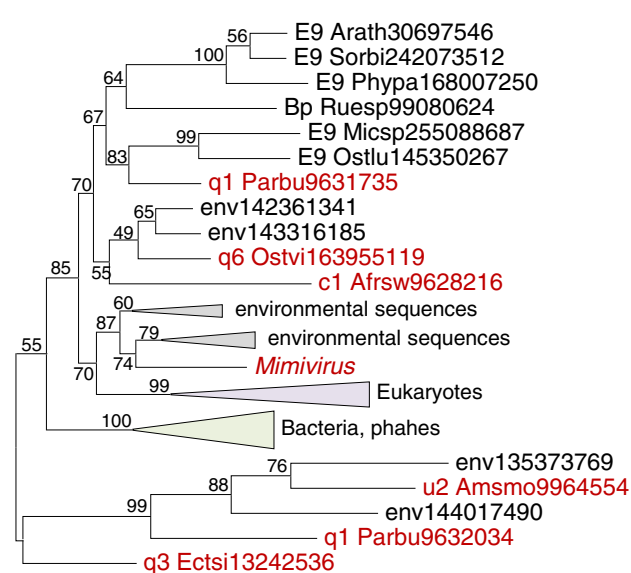 56 E9 Arath30697546
100 E9 Sorbi242073512
64 E9 Phypa168007250
Bp Ruesp99080624
67 99 E9 Micsp255088687
83 E9 Ostlu145350267
q1 Parbu9631735
70 65 env142361341
49 env143316185
q6 Ostvi163955119
55 c1 Afrsw9628216
85 60 environmental sequences
87 79 environmental sequences
55 74 Mimivirus
70 99 Eukaryotes
100 Bacteria, phahes
76 env135373769
88 u2 Amsmo9964554
99 env144017490
q1 Parbu9632034
q3 Ectsi13242536